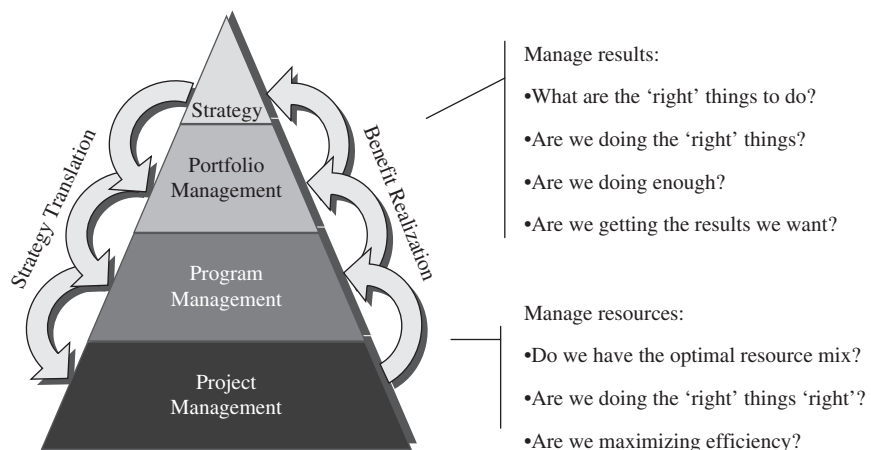 Strategy
Portfolio
Management
Program
Management
Project
Management
Strategy Translation
Benefit Realization
Manage results:
•What are the ‘right’ things to do?
•Are we doing the ‘right’ things?
•Are we doing enough?
•Are we getting the results we want?
Manage resources:
•Do we have the optimal resource mix?
•Are we doing the ‘right’ things ‘right’?
•Are we maximizing efficiency?